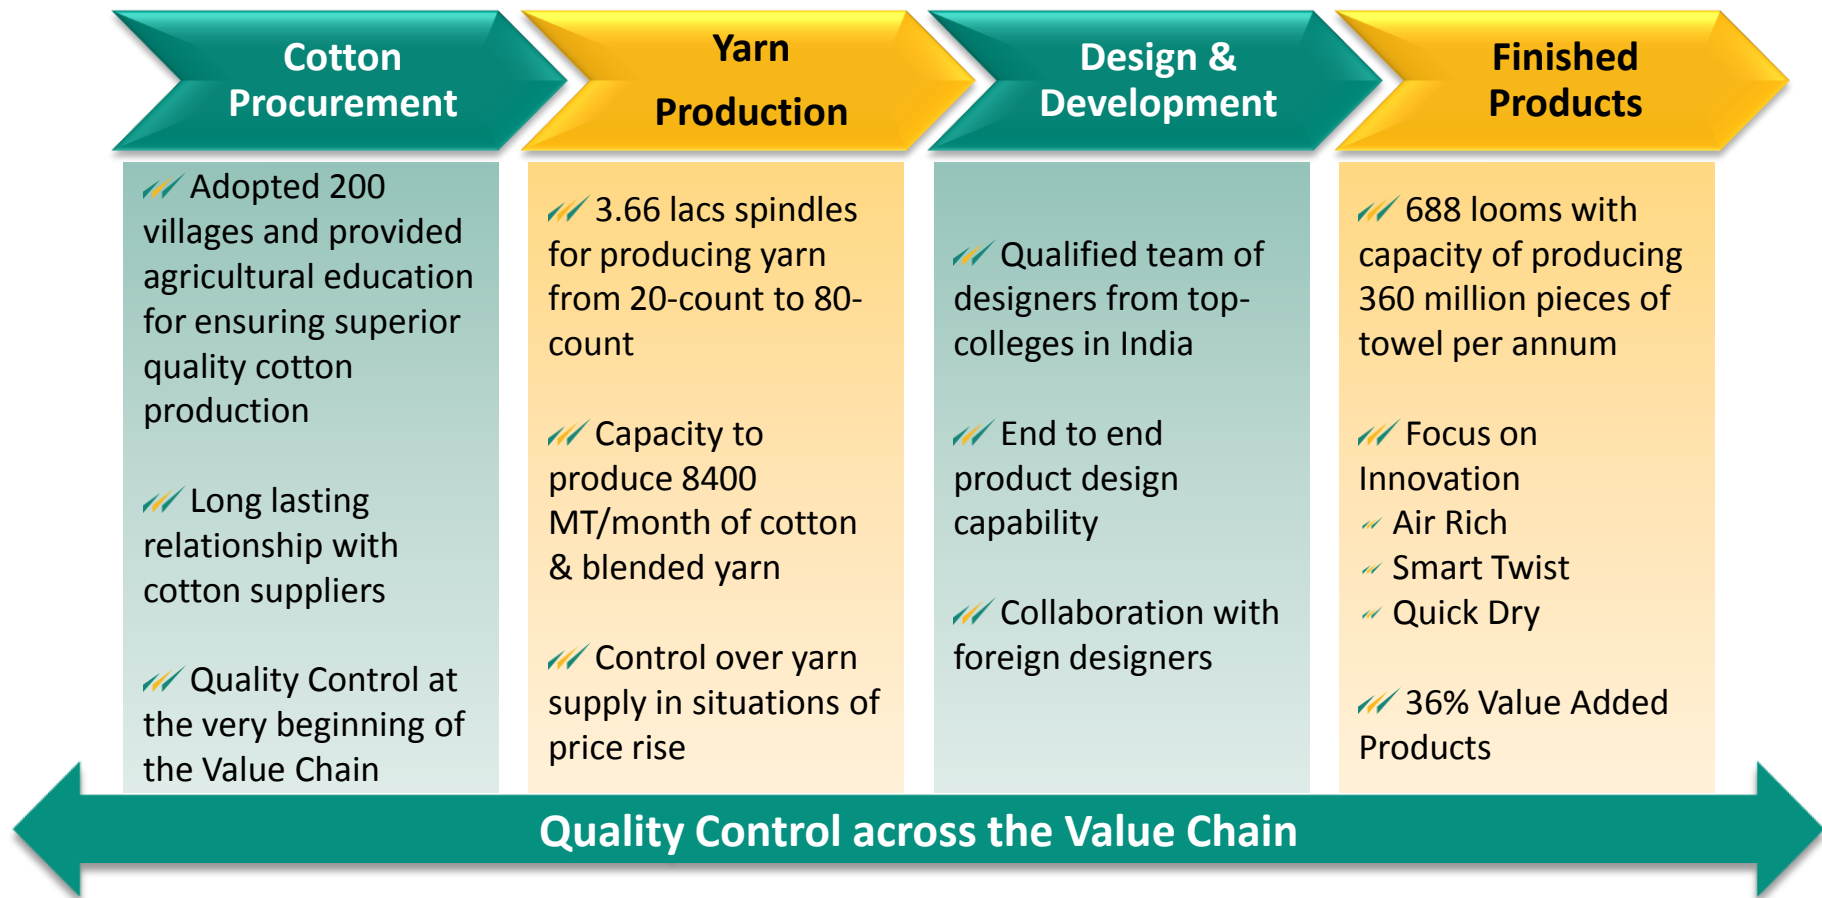 Cotton
Procurement
Yarn
Production
Design &
Development
Finished
Products
Adopted 200
villages and provided
agricultural education
for ensuring superior
quality cotton
production
Long lasting
relationship with
cotton suppliers
Quality Control at
the very beginning of
the Value Chain
3.66 lacs spindles
for producing yarn
from 20-count to 80-
count
Capacity to
produce 8400
MT/month of cotton
& blended yarn
Control over yarn
supply in situations of
price rise
Qualified team of
designers from top-
colleges in India
End to end
product design
capability
Collaboration with
foreign designers
688 looms with
capacity of producing
360 million pieces of
towel per annum
Focus on
Innovation
Air Rich
Smart Twist
Quick Dry
36% Value Added
Products
Quality Control across the Value Chain